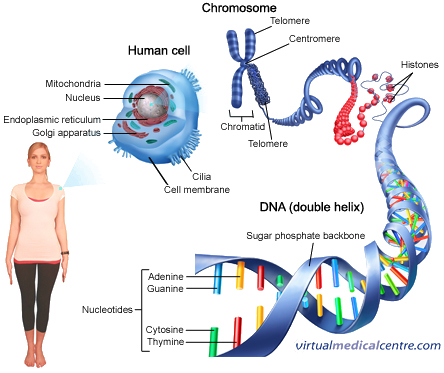 Chromosome
Telomere
Centromere
Histones
Chromatid
Telomere
Human cell
Mitochondria
Nucleus
Endoplasmic reticulum
Golgi apparatus
Cilia
Cell membrane
DNA (double helix)
Sugar phosphate backbone
Nucleotides
Adenine
Guanine
Cytosine
Thymine
virtualmedicalcentre.com